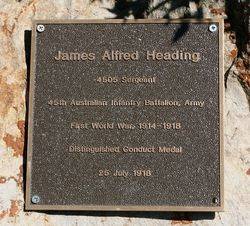 James Alfred Heading
4505 Sergeant
45th Australian Infantry Battalion, Army
First World War, 1914-1918
Distinguished Conduct Medal
25 July 1918